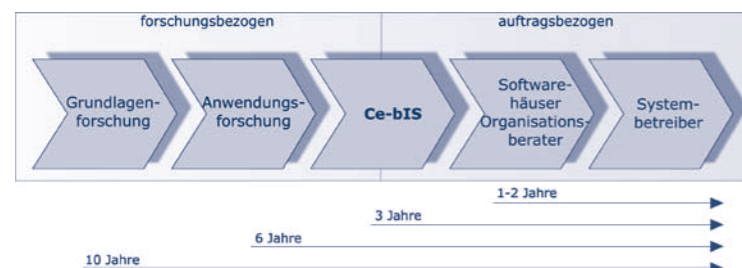 forschungsbezogen
auftragsbezogen
Grundlagen-
forschung
Anwendungs-
forschung
Ce-bIS
Software-
häuser
Organisations-
berater
System-
betreiber
1-2 Jahre
3 Jahre
6 Jahre
10 Jahre